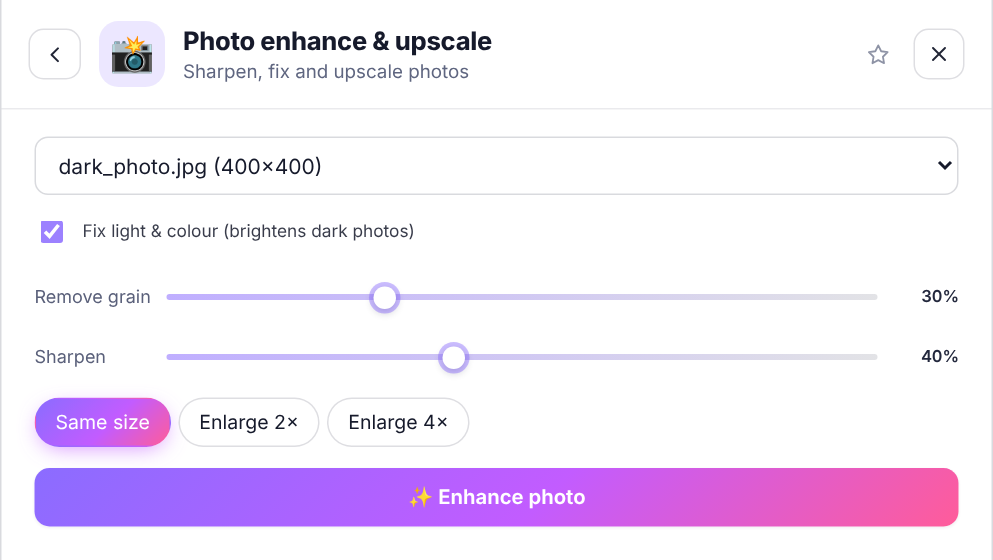 Photo enhance & upscale
Sharpen, fix and upscale photos
dark_photo.jpg (400×400)
Fix light & colour (brightens dark photos)
Remove grain 30%
Sharpen 40%
Same size Enlarge 2× Enlarge 4×
✨ Enhance photo